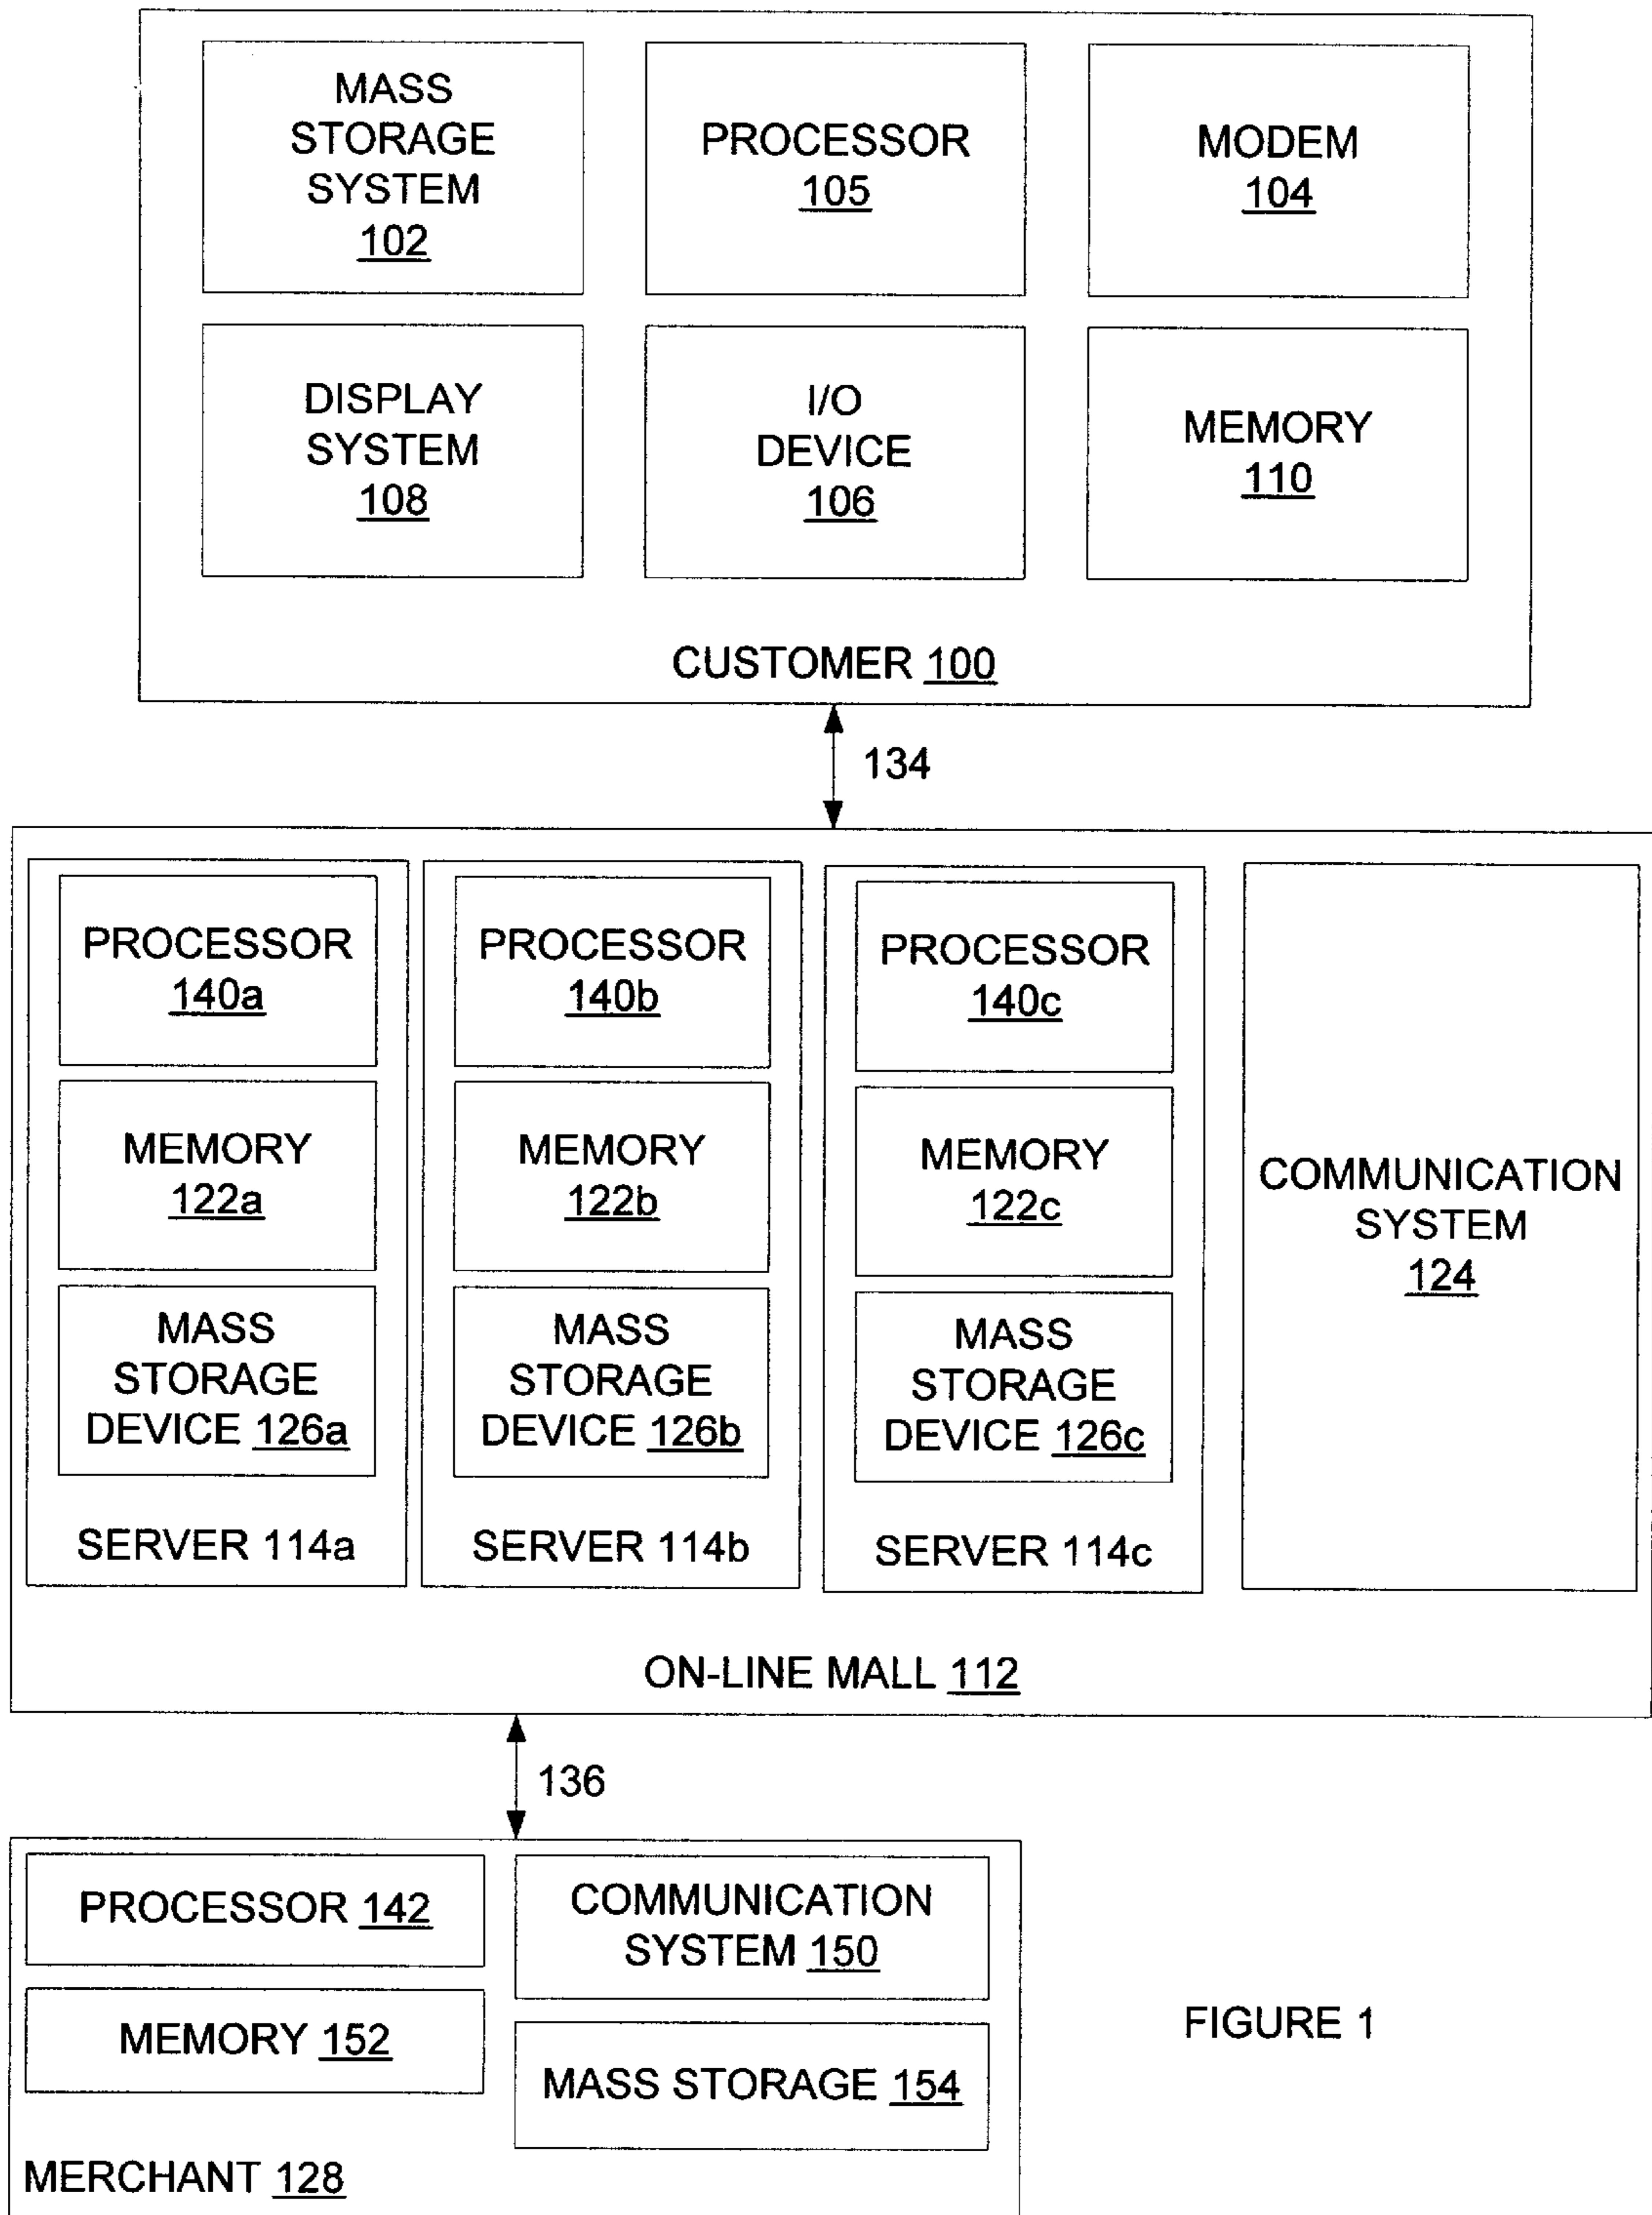 MASS
STORAGE
SYSTEM
102
PROCESSOR
105
MODEM
104
DISPLAY
SYSTEM
108
I/O
DEVICE
106
MEMORY
110
CUSTOMER 100
134
PROCESSOR
140a
MEMORY
122a
MASS
STORAGE
DEVICE 126a
SERVER 114a
PROCESSOR
140b
MEMORY
122b
MASS
STORAGE
DEVICE 126b
SERVER 114b
PROCESSOR
140c
MEMORY
122c
MASS
STORAGE
DEVICE 126c
SERVER 114c
COMMUNICATION
SYSTEM
124
ON-LINE MALL 112
136
PROCESSOR 142
MEMORY 152
COMMUNICATION
SYSTEM 150
MASS STORAGE 154
MERCHANT 128
FIGURE 1